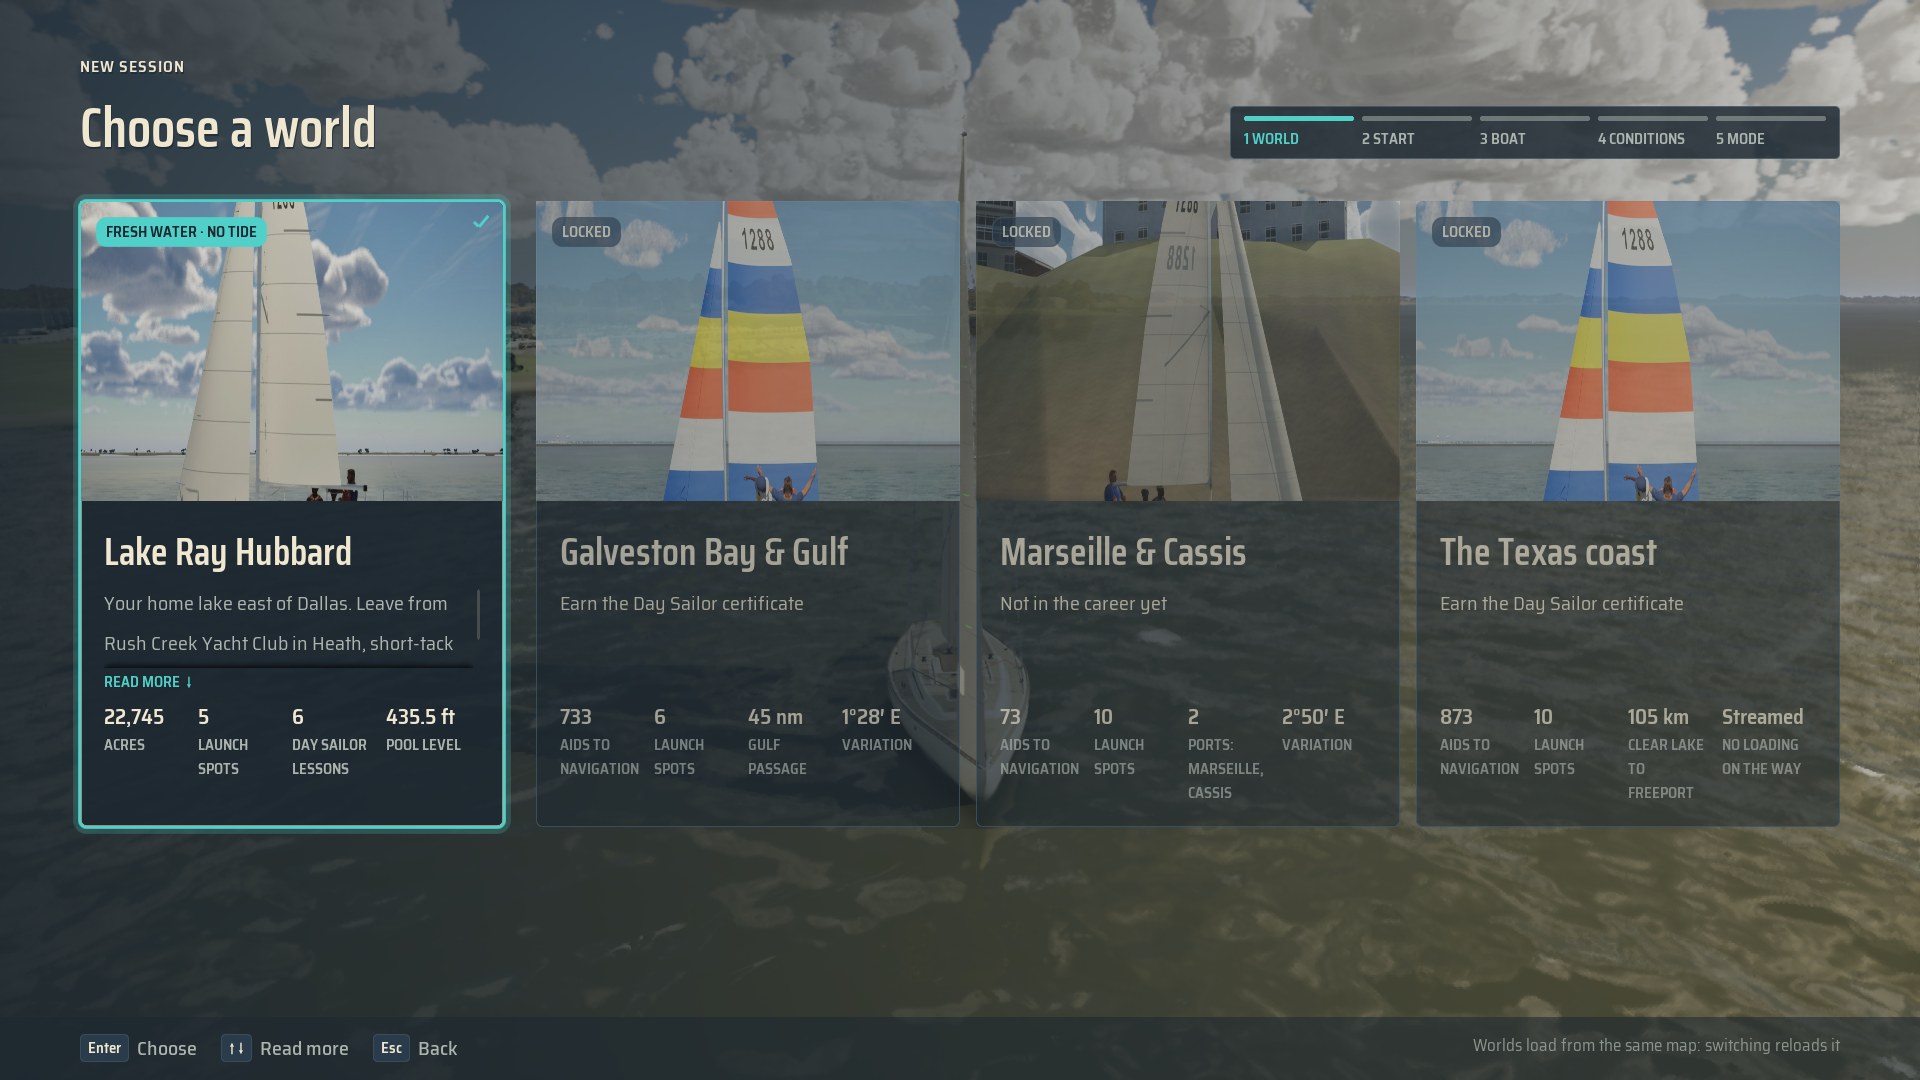 NEW SESSION
Choose a world
1 WORLD
2 START
3 BOAT
4 CONDITIONS
5 MODE
FRESH WATER · NO TIDE
Lake Ray Hubbard
Your home lake east of Dallas. Leave from
Rush Creek Yacht Club in Heath, short-tack
READ MORE ↓
22,745
ACRES
5
LAUNCH
SPOTS
6
DAY SAILOR
LESSONS
435.5 ft
POOL LEVEL
LOCKED
1288
Galveston Bay & Gulf
Earn the Day Sailor certificate
733
AIDS TO
NAVIGATION
6
LAUNCH
SPOTS
45 nm
GULF
PASSAGE
1°28′ E
VARIATION
LOCKED
1288
1288
Marseille & Cassis
Not in the career yet
73
AIDS TO
NAVIGATION
10
LAUNCH
SPOTS
2
PORTS:
MARSEILLE,
CASSIS
2°50′ E
VARIATION
LOCKED
1288
The Texas coast
Earn the Day Sailor certificate
873
AIDS TO
NAVIGATION
10
LAUNCH
SPOTS
105 km
CLEAR LAKE
TO
FREEPORT
Streamed
NO LOADING
ON THE WAY
Enter Choose ↑↓ Read more Esc Back
Worlds load from the same map: switching reloads it